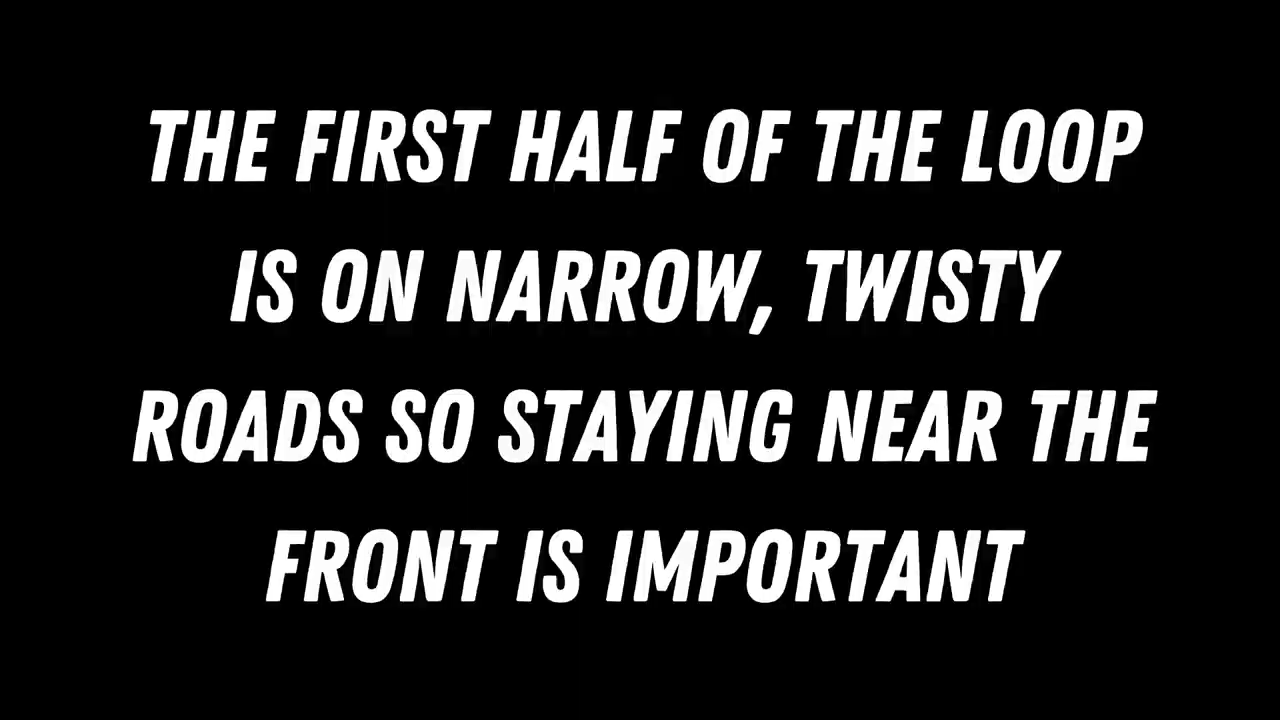 THE FIRST HALF OF THE LOOP
IS ON NARROW, TWISTY
ROADS SO STAYING NEAR THE
FRONT IS IMPORTANT